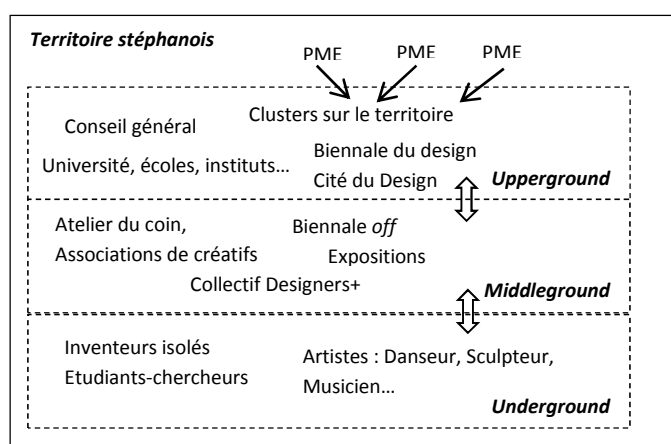 Territoire stéphanois
PME PME PME
Clusters sur le territoire
Conseil général
Biennale du design
Université, écoles, instituts…
Cité du Design
Upperground
Atelier du coin,
Biennale off
Associations de créatifs
Expositions
Collectif Designers+
Middleground
Inventeurs isolés
Artistes : Danseur, Sculpteur,
Etudiants-chercheurs
Musicien…
Underground